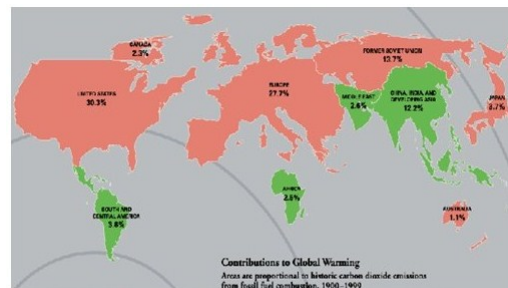 CANADA
2.3%
FORMER SOVIET UNION
13.7%
UNITED STATES
30.3%
EUROPE
27.7%
MIDDLE EAST
2.6%
CHINA, INDIA, AND
DEVELOPING ASIA
12.2%
JAPAN
3.7%
SOUTH AND
CENTRAL AMERICA
3.8%
AFRICA
2.5%
AUSTRALIA
1.1%
Contributions to Global Warming
Areas are proportional to historic carbon dioxide emissions
from fossil fuel combustion, 1900–1999